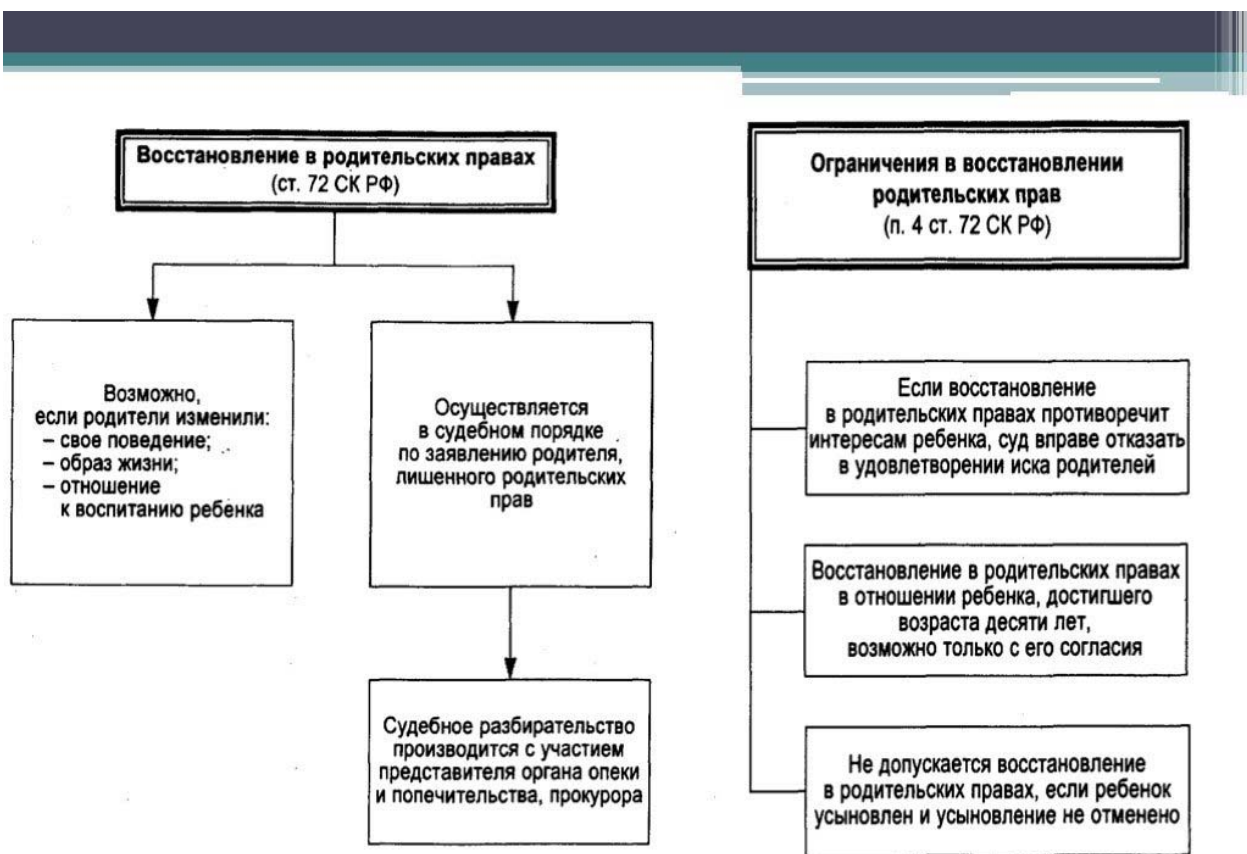 Восстановление в родительских правах
(ст. 72 СК РФ)
Возможно,
если родители изменили:
– свое поведение;
– образ жизни;
– отношение
к воспитанию ребенка
Осуществляется
в судебном порядке
по заявлению родителя,
лишенного родительских
прав
Судебное разбирательство
производится с участием
представителя органа опеки
и попечительства, прокурора
Ограничения в восстановлении
родительских прав
(п. 4 ст. 72 СК РФ)
Если восстановление
в родительских правах противоречит
интересам ребенка, суд вправе отказать
в удовлетворении иска родителей
Восстановление в родительских правах
в отношении ребенка, достигшего
возраста десяти лет,
возможно только с его согласия
Не допускается восстановление
в родительских правах, если ребенок
усыновлен и усыновление не отменено